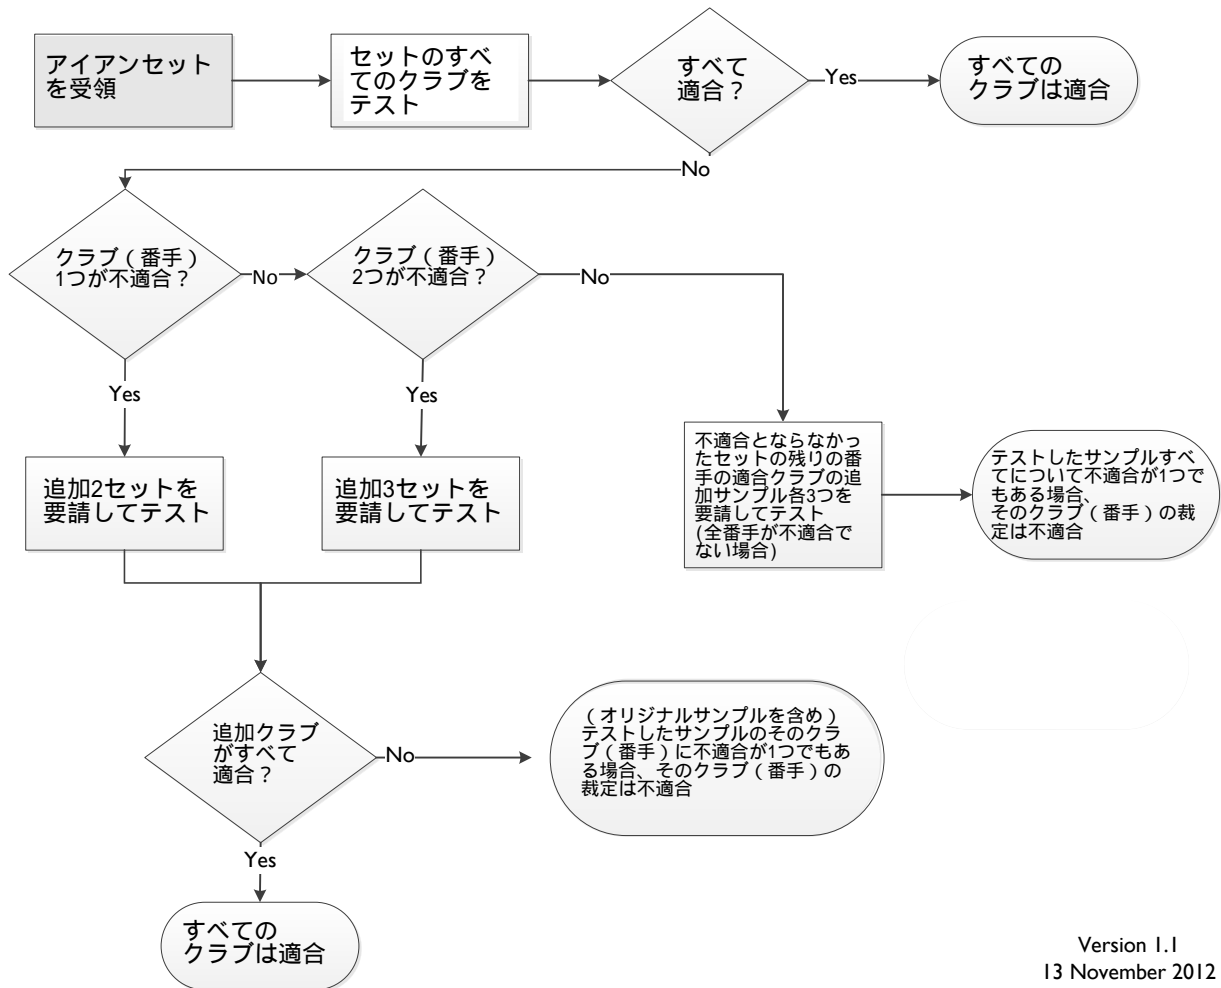 アイアンセット
を受領
セットのすべ
てのクラブを
テスト
すべて
適合？
Yes
すべての
クラブは適合
No
クラブ（番手）
1つが不適合？
No
クラブ（番手）
2つが不適合？
No
Yes
Yes
追加2セットを
要請してテスト
追加3セットを
要請してテスト
不適合とならなかっ
たセットの残りの番
手の適合クラブの追
加サンプル各3つを
要請してテスト
(全番手が不適合で
ない場合)
テストしたサンプルすべ
てについて不適合が1つで
もある場合、
そのクラブ（番手）の裁
定は不適合
追加クラブ
がすべて
適合？
No
（オリジナルサンプルを含め）
テストしたサンプルのそのクラ
ブ（番手）に不適合が1つでもあ
る場合、そのクラブ（番手）の
裁定は不適合
Yes
すべての
クラブは適合
Version 1.1
13 November 2012